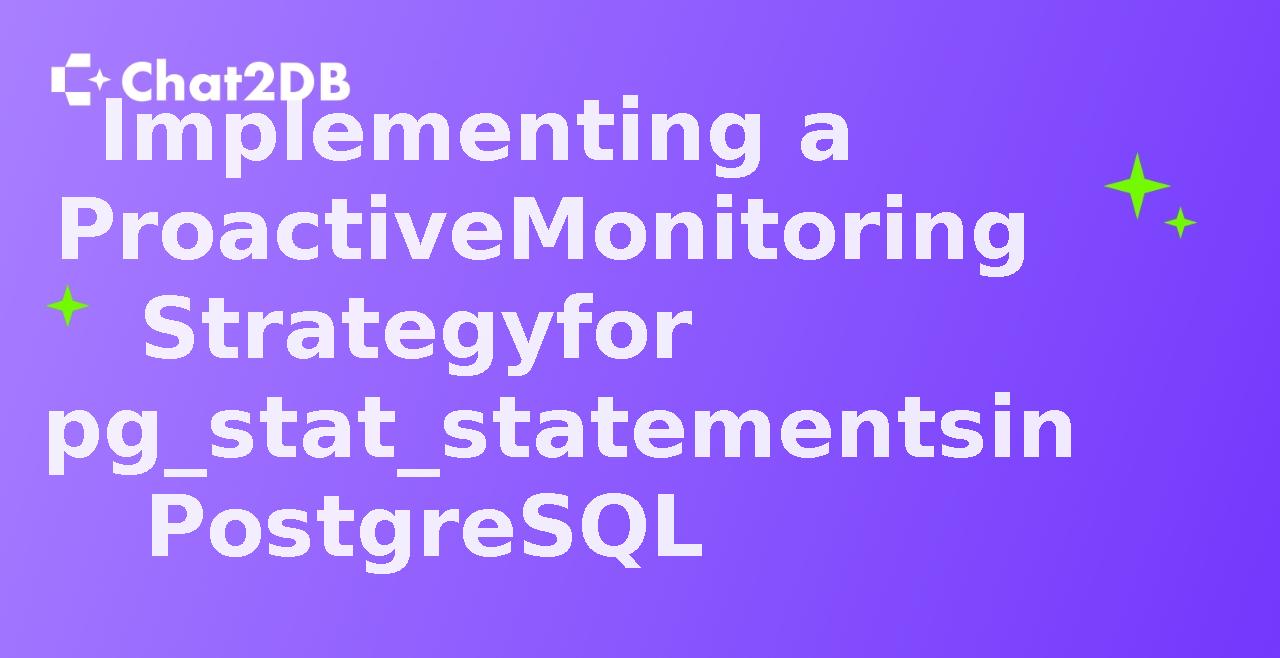 Chat2DB
Implementing a
ProactiveMonitoring
Strategyfor
pg_stat_statementsin
PostgreSQL